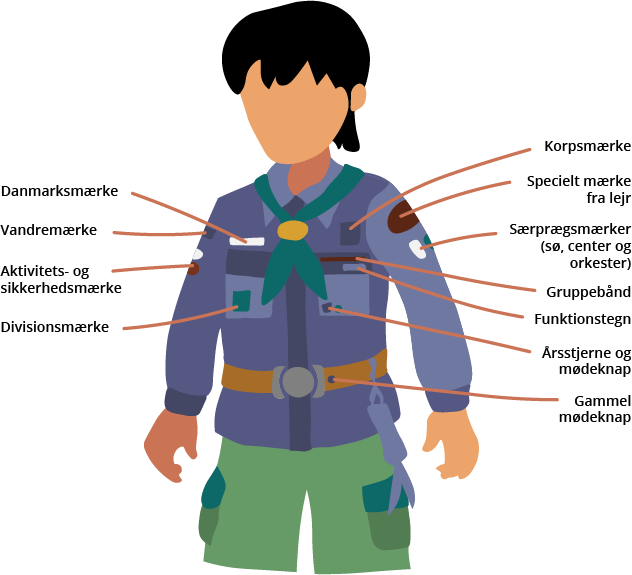 Danmarksmærke
Vandremærke
Aktivitets- og
sikkerhedsmærke
Divisionsmærke
Korpsmærke
Specielt mærke
fra lejr
Særprægsmærker
(sø, center og
orkester)
Gruppebånd
Funktionstegn
Årsstjerne og
mødeknap
Gammel
mødeknap